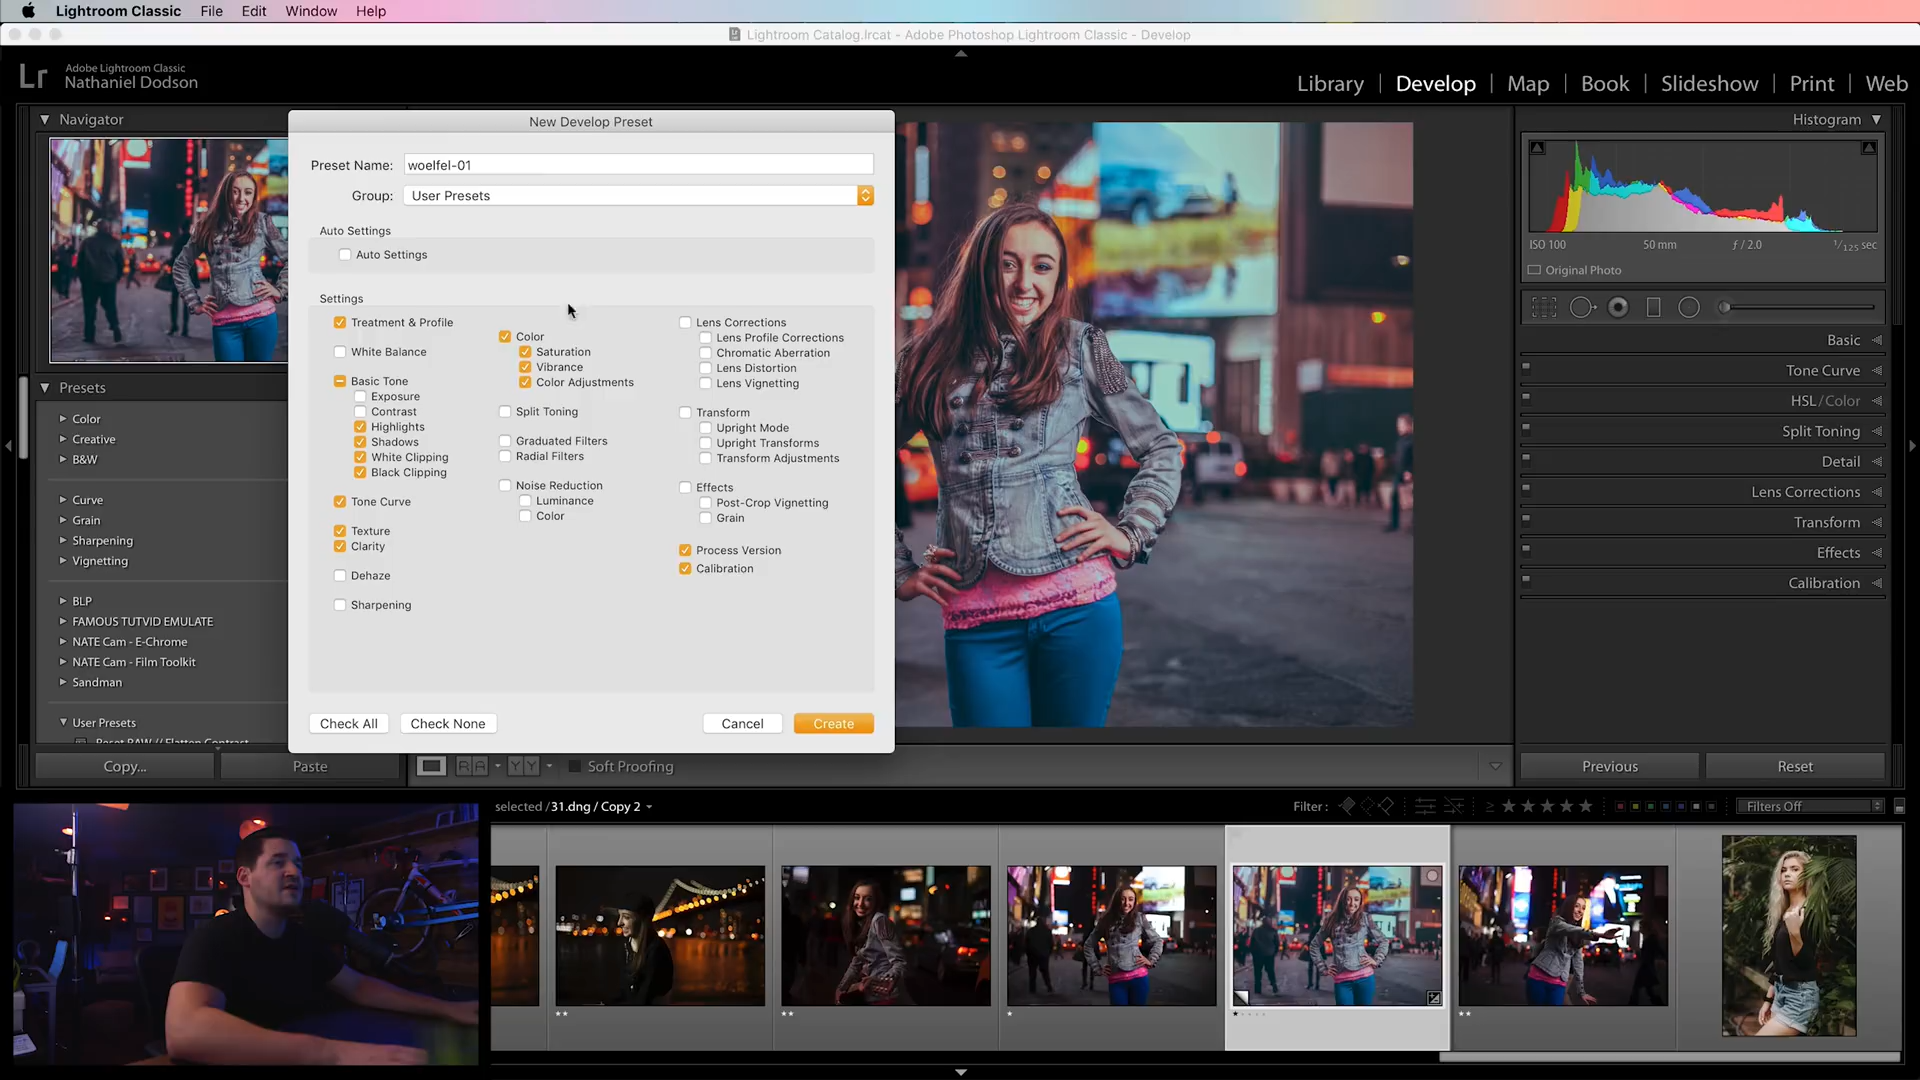 Lightroom Classic File Edit Window Help
Lightroom Catalog.lrcat - Adobe Photoshop Lightroom Classic - Develop
Lr
Adobe Lightroom Classic
Nathaniel Dodson
Library | Develop | Map | Book | Slideshow | Print | Web
Navigator
New Develop Preset
Preset Name: woelfel-01
Group: User Presets
Auto Settings
Auto Settings
Settings
Treatment & Profile
White Balance
Basic Tone
Exposure
Contrast
Highlights
Shadows
White Clipping
Black Clipping
Tone Curve
Texture
Clarity
Dehaze
Sharpening
Color
Saturation
Vibrance
Color Adjustments
Split Toning
Graduated Filters
Radial Filters
Noise Reduction
Luminance
Color
Lens Corrections
Lens Profile Corrections
Chromatic Aberration
Lens Distortion
Lens Vignetting
Transform
Upright Mode
Upright Transforms
Transform Adjustments
Effects
Post-Crop Vignetting
Grain
Process Version
Calibration
Check All Check None Cancel Create
Presets
Color
Creative
B&W
Curve
Grain
Sharpening
Vignetting
BLP
FAMOUS TUTVID EMULATE
NATE Cam - E-Chrome
NATE Cam - Film Toolkit
Sandman
User Presets
Reset RAW // Flatten Contrast
Copy... Paste
Soft Proofing
Histogram
ISO 100 50 mm ƒ / 2.0 1/125 sec
Original Photo
Basic
Tone Curve
HSL / Color
Split Toning
Detail
Lens Corrections
Transform
Effects
Calibration
Previous Reset
selected / 31.dng / Copy 2
Filter :
Filters Off